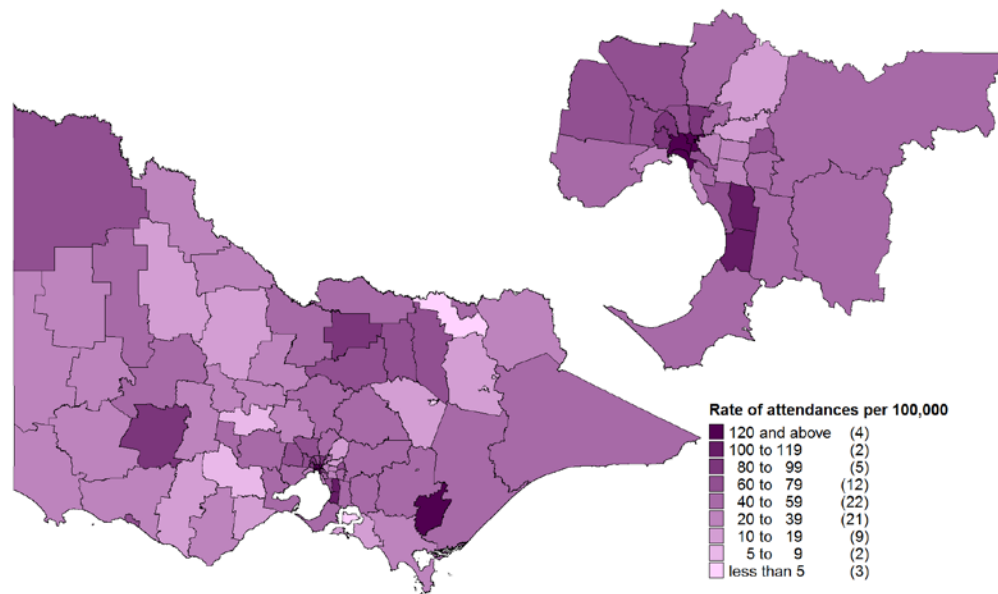 Rate of attendances per 100,000
120 and above (4)
100 to 119 (2)
80 to 99 (5)
60 to 79 (12)
40 to 59 (22)
20 to 39 (21)
10 to 19 (9)
5 to 9 (2)
less than 5 (3)